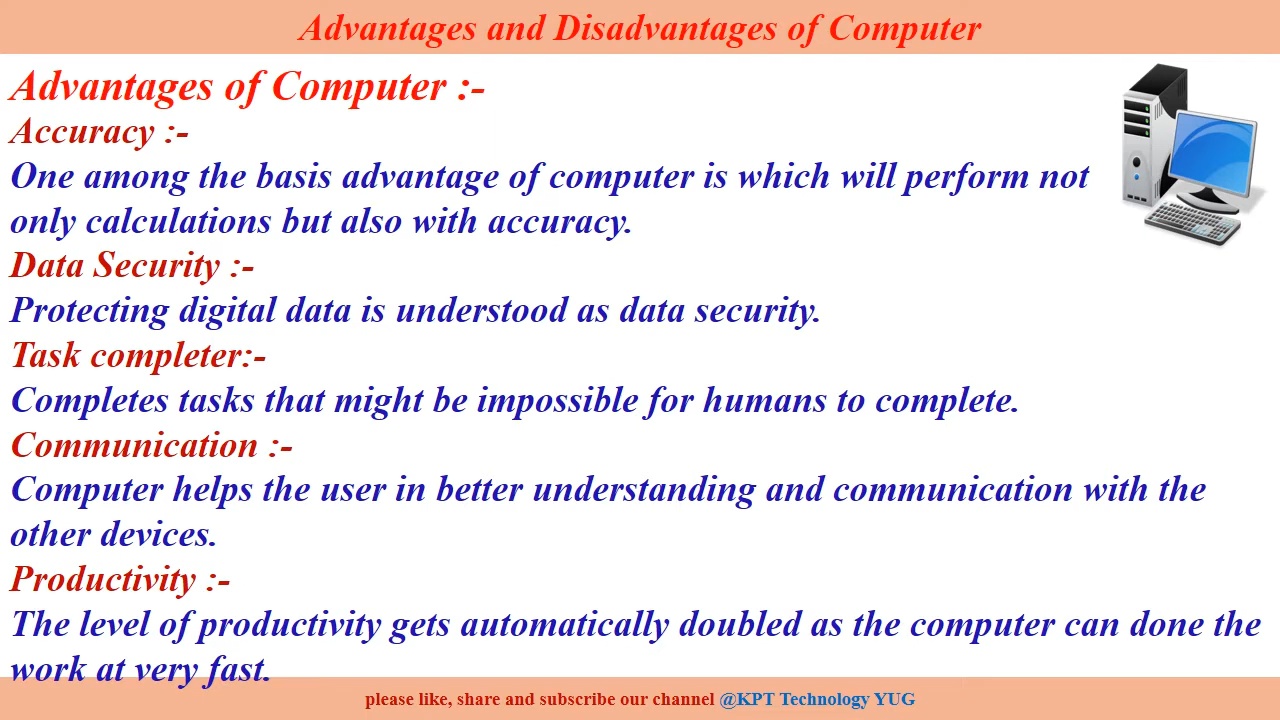 Advantages and Disadvantages of Computer
Advantages of Computer :-
Accuracy :-
One among the basis advantage of computer is which will perform not
only calculations but also with accuracy.
Data Security :-
Protecting digital data is understood as data security.
Task completer:-
Completes tasks that might be impossible for humans to complete.
Communication :-
Computer helps the user in better understanding and communication with the
other devices.
Productivity :-
The level of productivity gets automatically doubled as the computer can done the
work at very fast.
please like, share and subscribe our channel @KPT Technology YUG